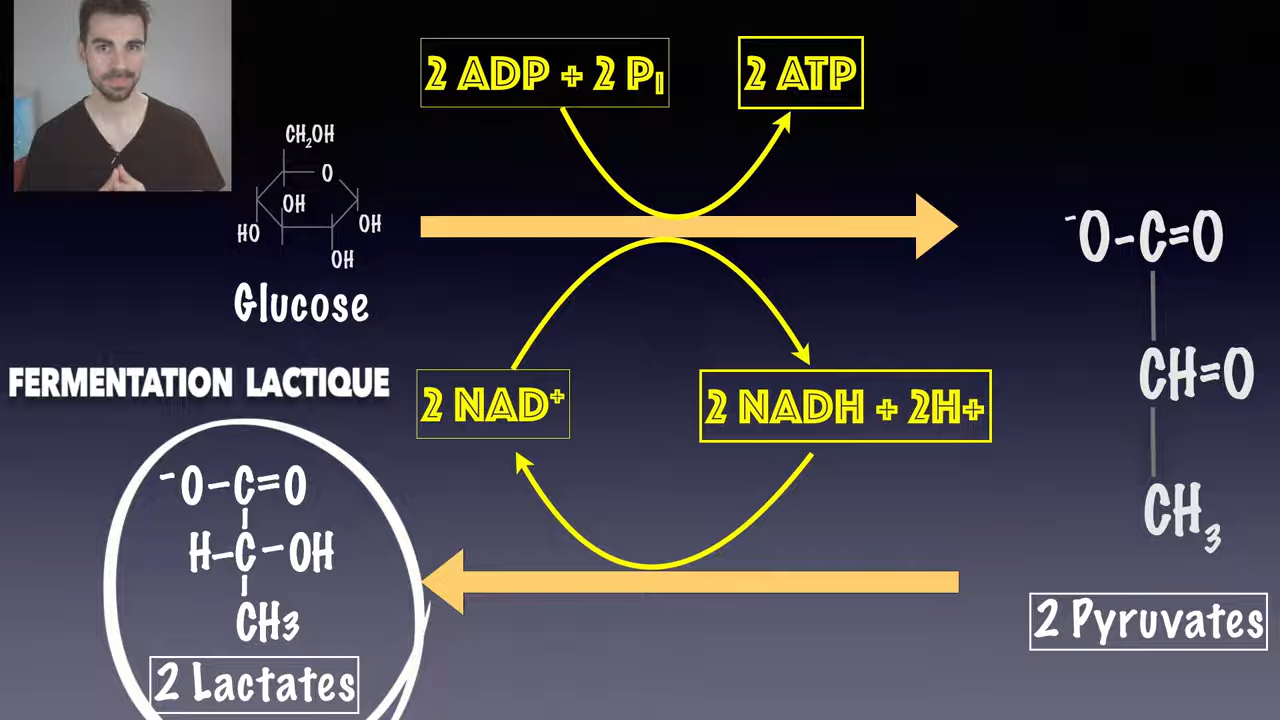 2 ADP + 2 Pi
2 ATP
CH2OH
O
OH
HO
OH
OH
Glucose
-O-C=O
CH=O
CH3
2 Pyruvates
FERMENTATION LACTIQUE
2 NAD+
2 NADH + 2H+
-O-C=O
H-C-OH
CH3
2 Lactates